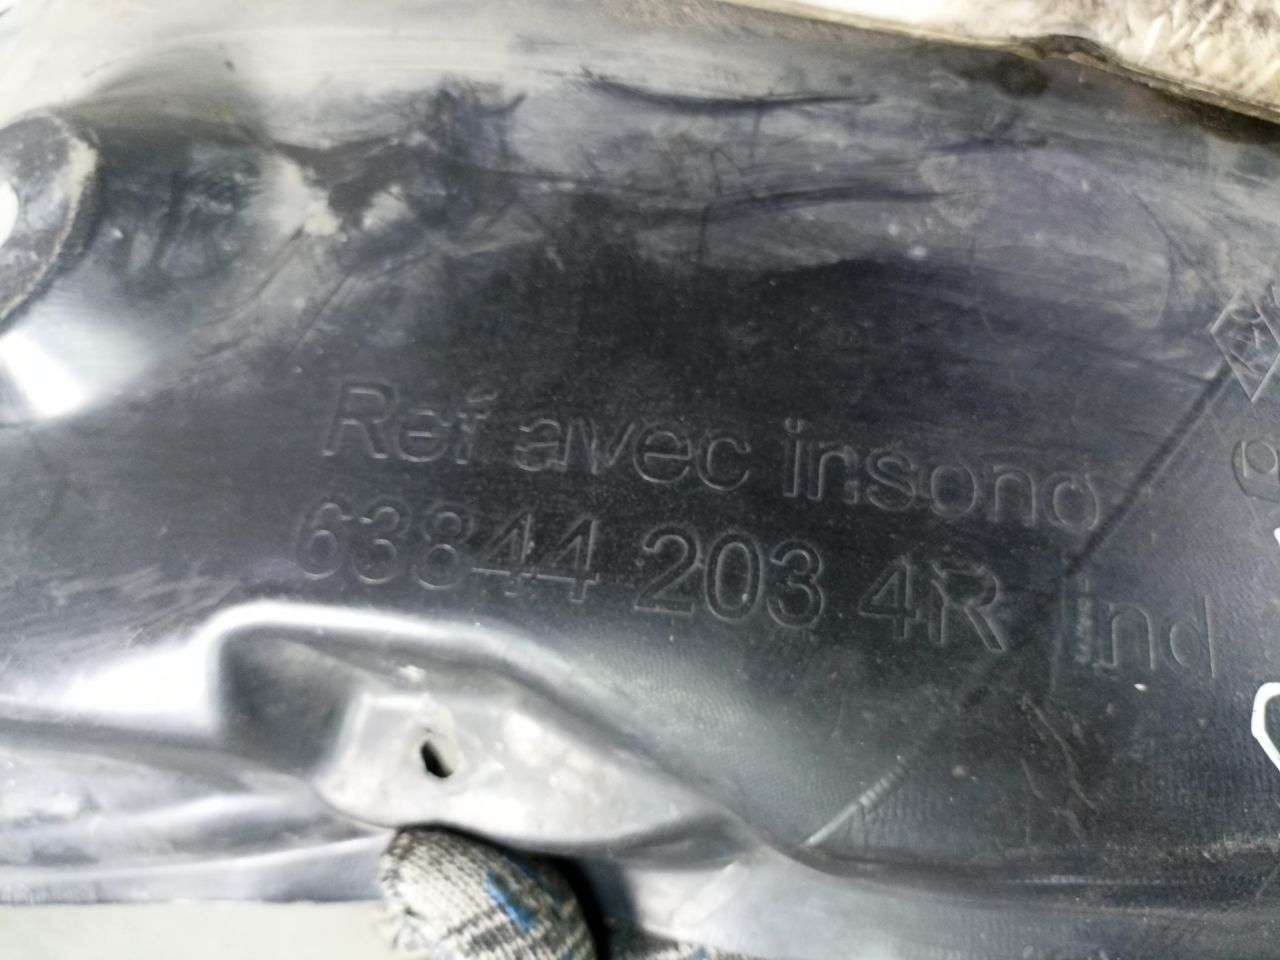 Ref avec insono
63844 203 4R ind